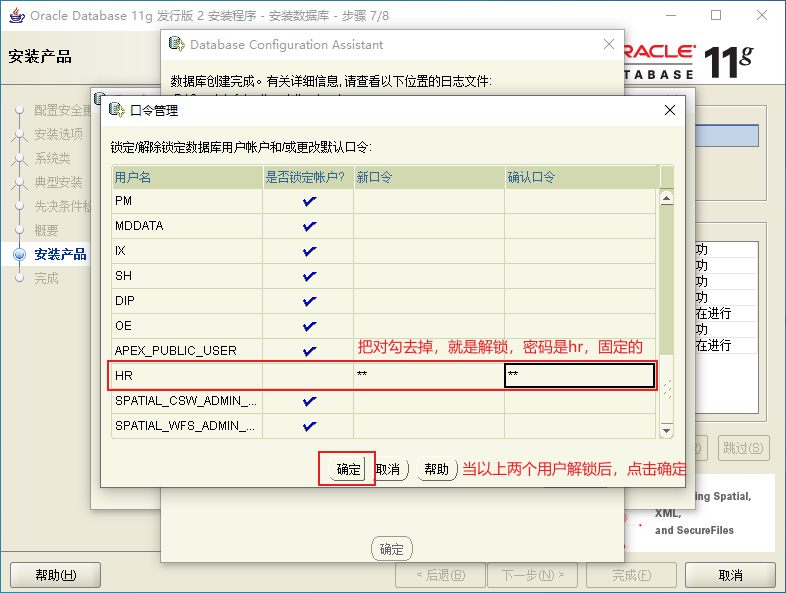 Oracle Database 11g 发行版 2 安装程序 - 安装数据库 - 步骤 7/8
安装产品
ORACLE
DATABASE 11g
Database Configuration Assistant
数据库创建完成。有关详细信息,请查看以下位置的日志文件:
口令管理
锁定/解除锁定数据库用户帐户和/或更改默认口令:
用户名 是否锁定帐户? 新口令 确认口令
PM
MDDATA
IX
SH
DIP
OE
APEX_PUBLIC_USER
把对勾去掉，就是解锁，密码是hr，固定的
HR ** **
SPATIAL_CSW_ADMIN_...
SPATIAL_WFS_ADMIN_...
确定 取消 帮助
当以上两个用户解锁后，点击确定
配置安全更
安装选项
系统类
典型安装
先决条件检
概要
安装产品
完成
功
功
功
功
在进行
功
在进行
跳过(S)
ing Spatial,
XML,
and SecureFiles
确定
帮助(H) < 后退(B) 下一步(N) > 完成(F) 取消